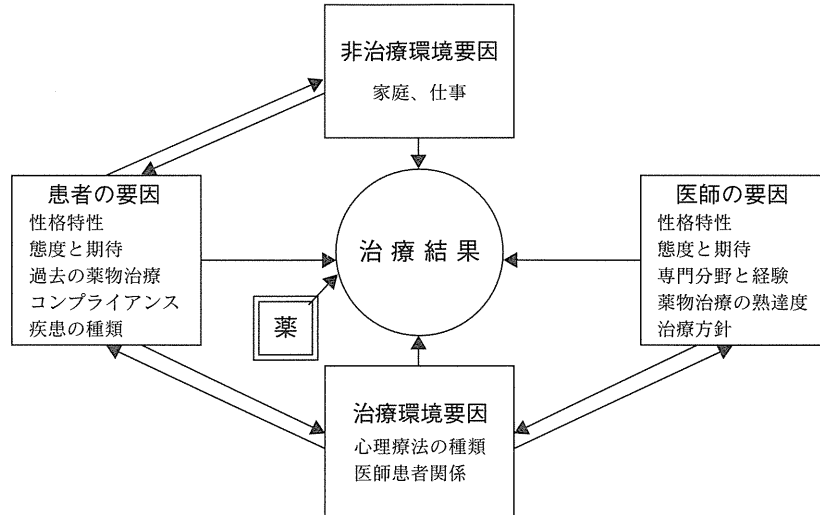 非治療環境要因
家庭、仕事
患者の要因
性格特性
態度と期待
過去の薬物治療
コンプライアンス
疾患の種類
治療結果
薬
医師の要因
性格特性
態度と期待
専門分野と経験
薬物治療の熟達度
治療方針
治療環境要因
心理療法の種類
医師患者関係